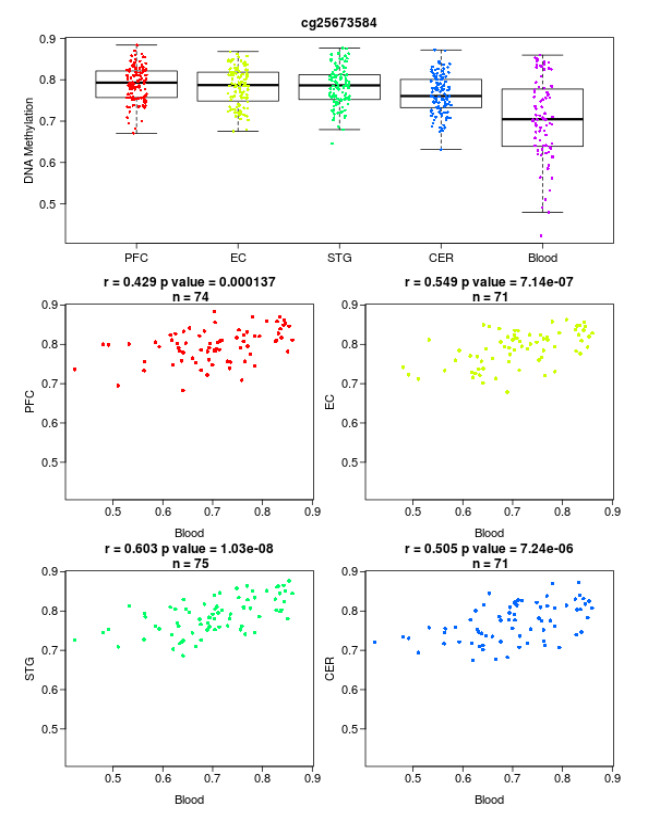 cg25673584
DNA Methylation
0.9
0.8
0.7
0.6
0.5
PFC EC STG CER Blood
r = 0.429 p value = 0.000137
n = 74
PFC
0.9
0.8
0.7
0.6
0.5
0.5 0.6 0.7 0.8 0.9
Blood
r = 0.549 p value = 7.14e-07
n = 71
EC
0.9
0.8
0.7
0.6
0.5
0.5 0.6 0.7 0.8 0.9
Blood
r = 0.603 p value = 1.03e-08
n = 75
STG
0.9
0.8
0.7
0.6
0.5
0.5 0.6 0.7 0.8 0.9
Blood
r = 0.505 p value = 7.24e-06
n = 71
CER
0.9
0.8
0.7
0.6
0.5
0.5 0.6 0.7 0.8 0.9
Blood